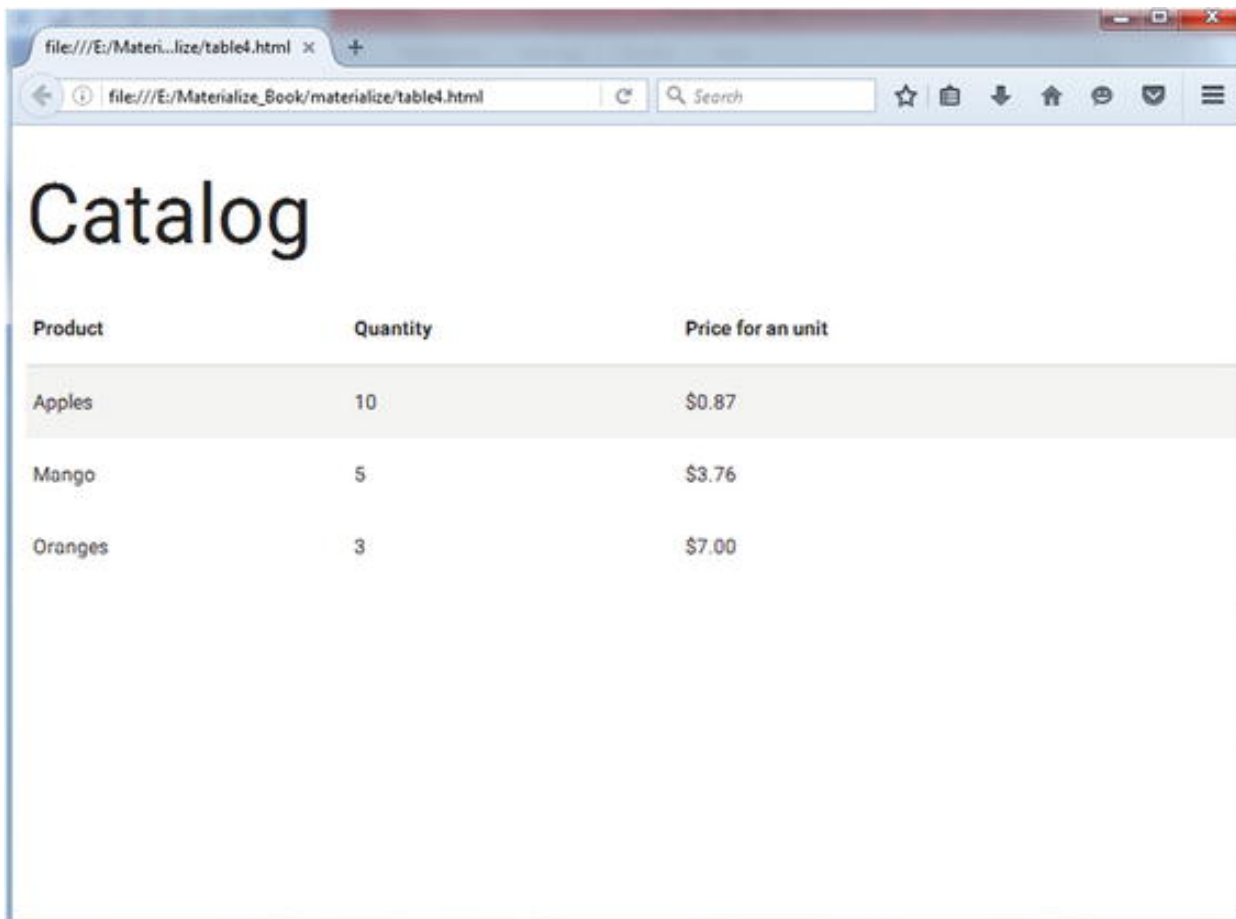 file:///E:/Materi...lize/table4.html
file:///E:/Materialize_Book/materialize/table4.html Search
Catalog
Product Quantity Price for an unit
Apples 10 $0.87
Mango 5 $3.76
Oranges 3 $7.00